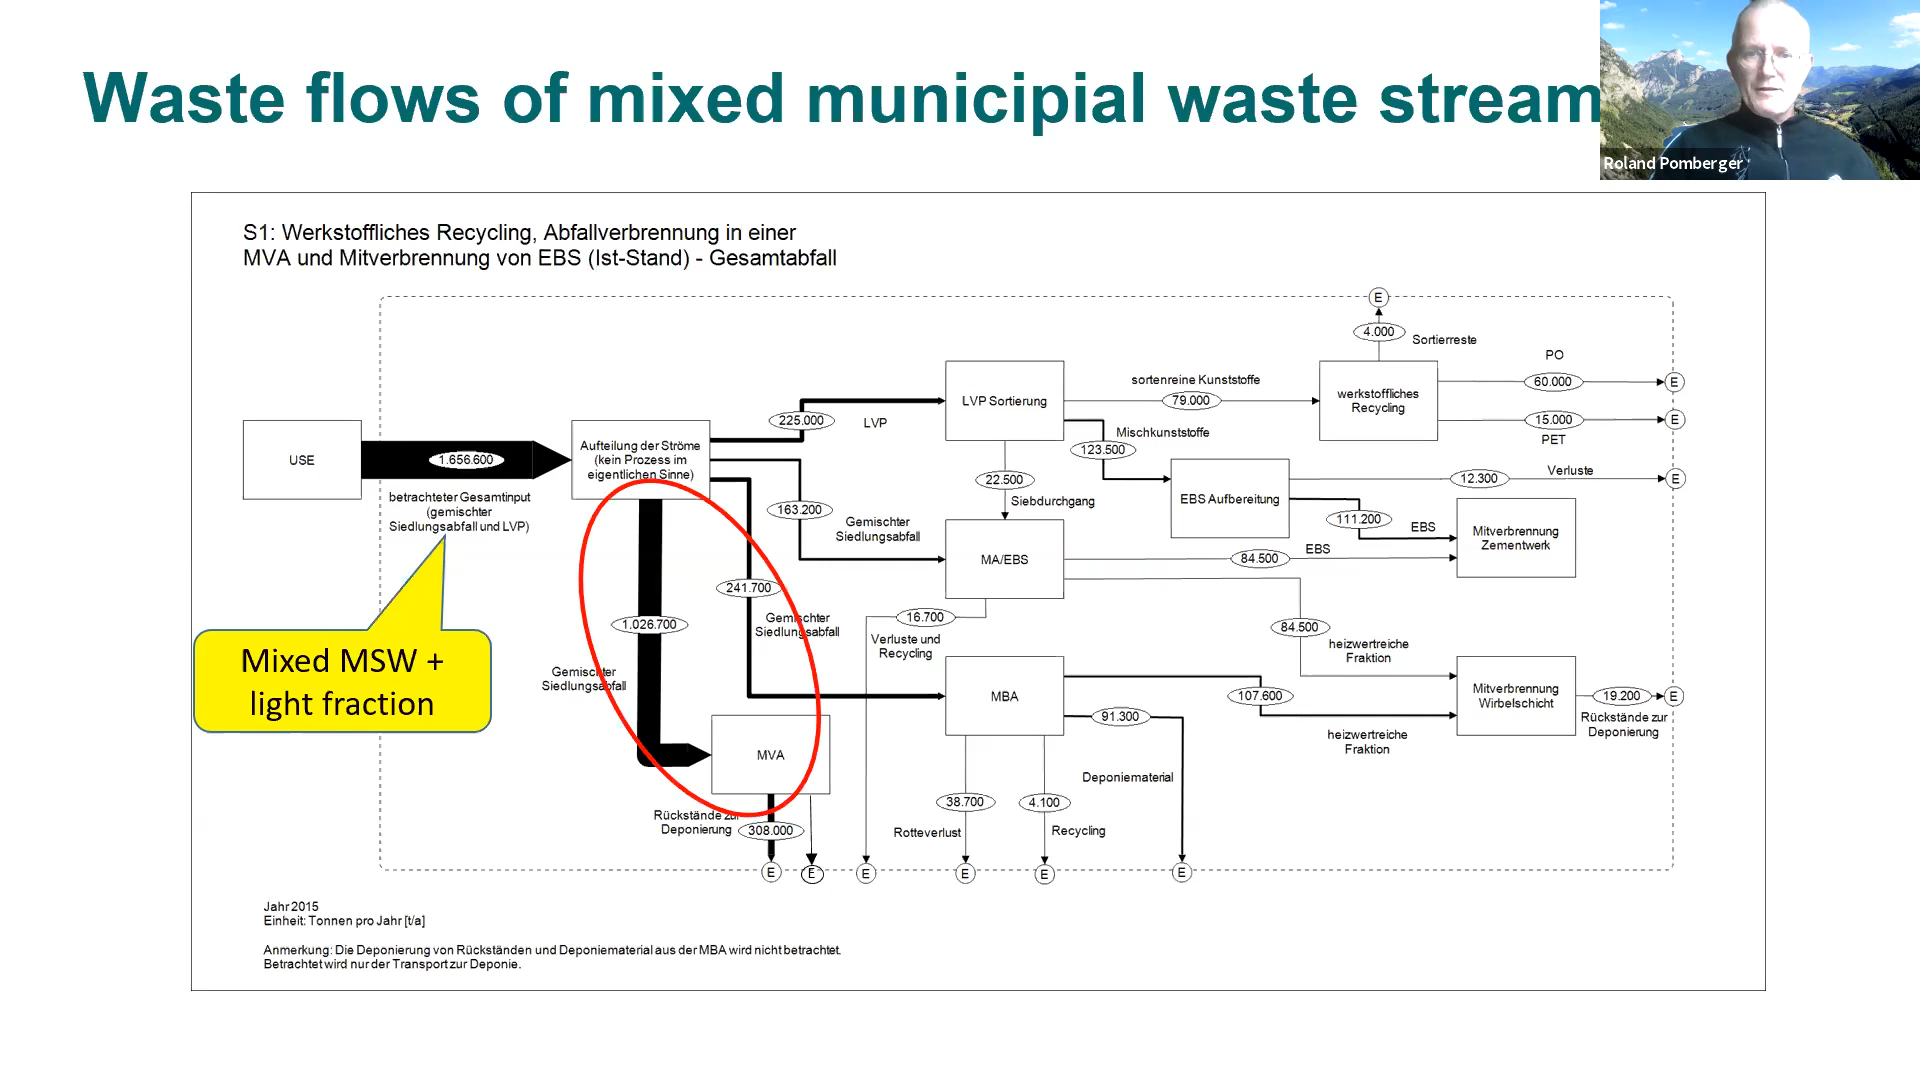 Waste flows of mixed municipial waste stream
Roland Pomberger
S1: Werkstoffliches Recycling, Abfallverbrennung in einer
MVA und Mitverbrennung von EBS (Ist-Stand) - Gesamtabfall
E
4.000
Sortierreste
PO
60.000
E
sortenreine Kunststoffe
79.000
werkstoffliches
Recycling
15.000
E
PET
LVP Sortierung
225.000
LVP
Mischkunststoffe
123.500
USE
1.656.600
Aufteilung der Ströme
(kein Prozess im
eigentlichen Sinne)
betrachteter Gesamtinput
(gemischter
Siedlungsabfall und LVP)
22.500
Siebdurchgang
EBS Aufbereitung
12.300
Verluste
E
163.200
Gemischter
Siedlungsabfall
111.200
EBS
Mitverbrennung
Zementwerk
MA/EBS
84.500
EBS
241.700
Gemischter
Siedlungsabfall
1.026.700
Gemischter
Siedlungsabfall
16.700
Verluste und
Recycling
84.500
heizwertreiche
Fraktion
Mixed MSW +
light fraction
MBA
107.600
91.300
heizwertreiche
Fraktion
Mitverbrennung
Wirbelschicht
19.200
E
Rückstände zur
Deponierung
MVA
Deponiematerial
38.700
4.100
Rotteverlust
Recycling
Rückstände zur
Deponierung
308.000
E
E
E
E
E
E
Jahr 2015
Einheit: Tonnen pro Jahr [t/a]
Anmerkung: Die Deponierung von Rückständen und Deponiematerial aus der MBA wird nicht betrachtet.
Betrachtet wird nur der Transport zur Deponie.